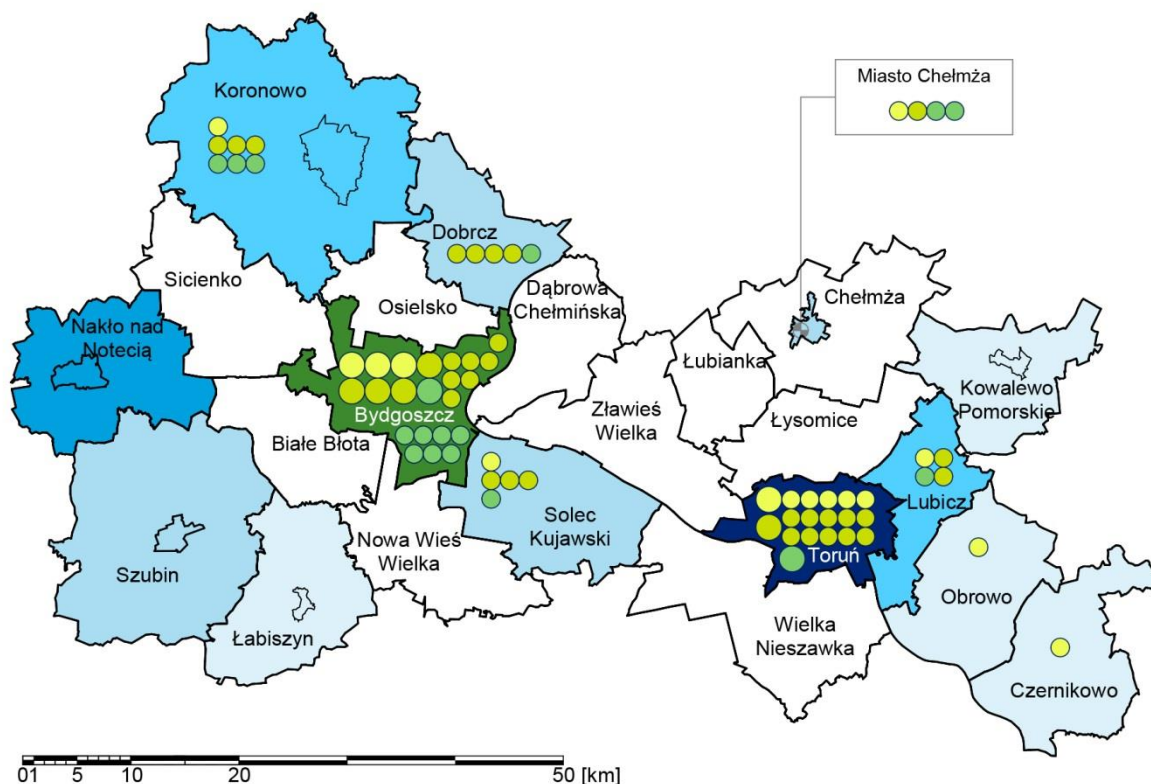 Miasto Chełmża
Koronowo
Dobrcz
Sicienko
Dąbrowa
Chełmińska
Osielsko
Chełmża
Nakło nad
Notecią
Łubianka
Kowalewo
Pomorskie
Bydgoszcz
Zławieś
Wielka
Łysomice
Białe Błota
Lubicz
Solec
Kujawski
Nowa Wieś
Wielka
Toruń
Szubin
Obrowo
Łabiszyn
Wielka
Nieszawka
Czernikowo
01 5 10 20 50 [km]